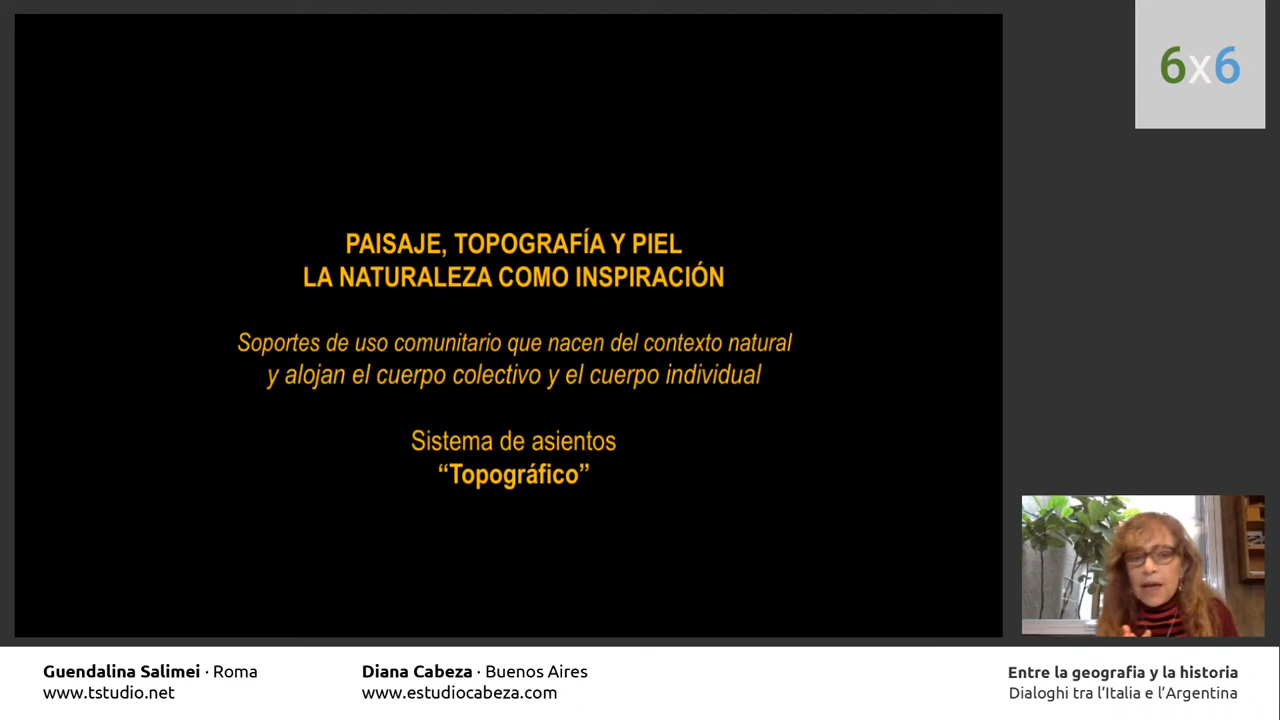 6x6
PAISAJE, TOPOGRAFÍA Y PIEL
LA NATURALEZA COMO INSPIRACIÓN
Soportes de uso comunitario que nacen del contexto natural
y alojan el cuerpo colectivo y el cuerpo individual
Sistema de asientos
“Topográfico”
Guendalina Salimei · Roma
www.tstudio.net
Diana Cabeza · Buenos Aires
www.estudiocabeza.com
Entre la geografia y la historia
Dialoghi tra l’Italia e l’Argentina